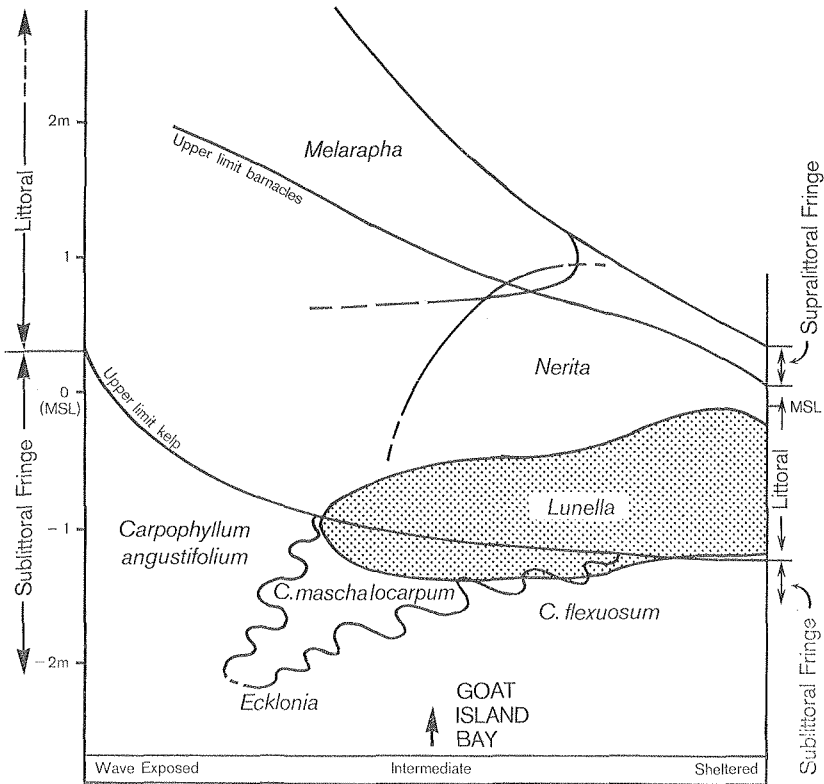 Littoral
Sublittoral Fringe
2m
1
0
(MSL)
- 1
- 2m
Melarapha
Upper limit barnacles
Nerita
Upper limit kelp
Lunella
Carpophyllum
angustifolium
C. maschalocarpum
C. flexuosum
Ecklonia
GOAT
ISLAND
BAY
Supralittoral Fringe
MSL
Littoral
Sublittoral Fringe
Wave Exposed Intermediate Sheltered